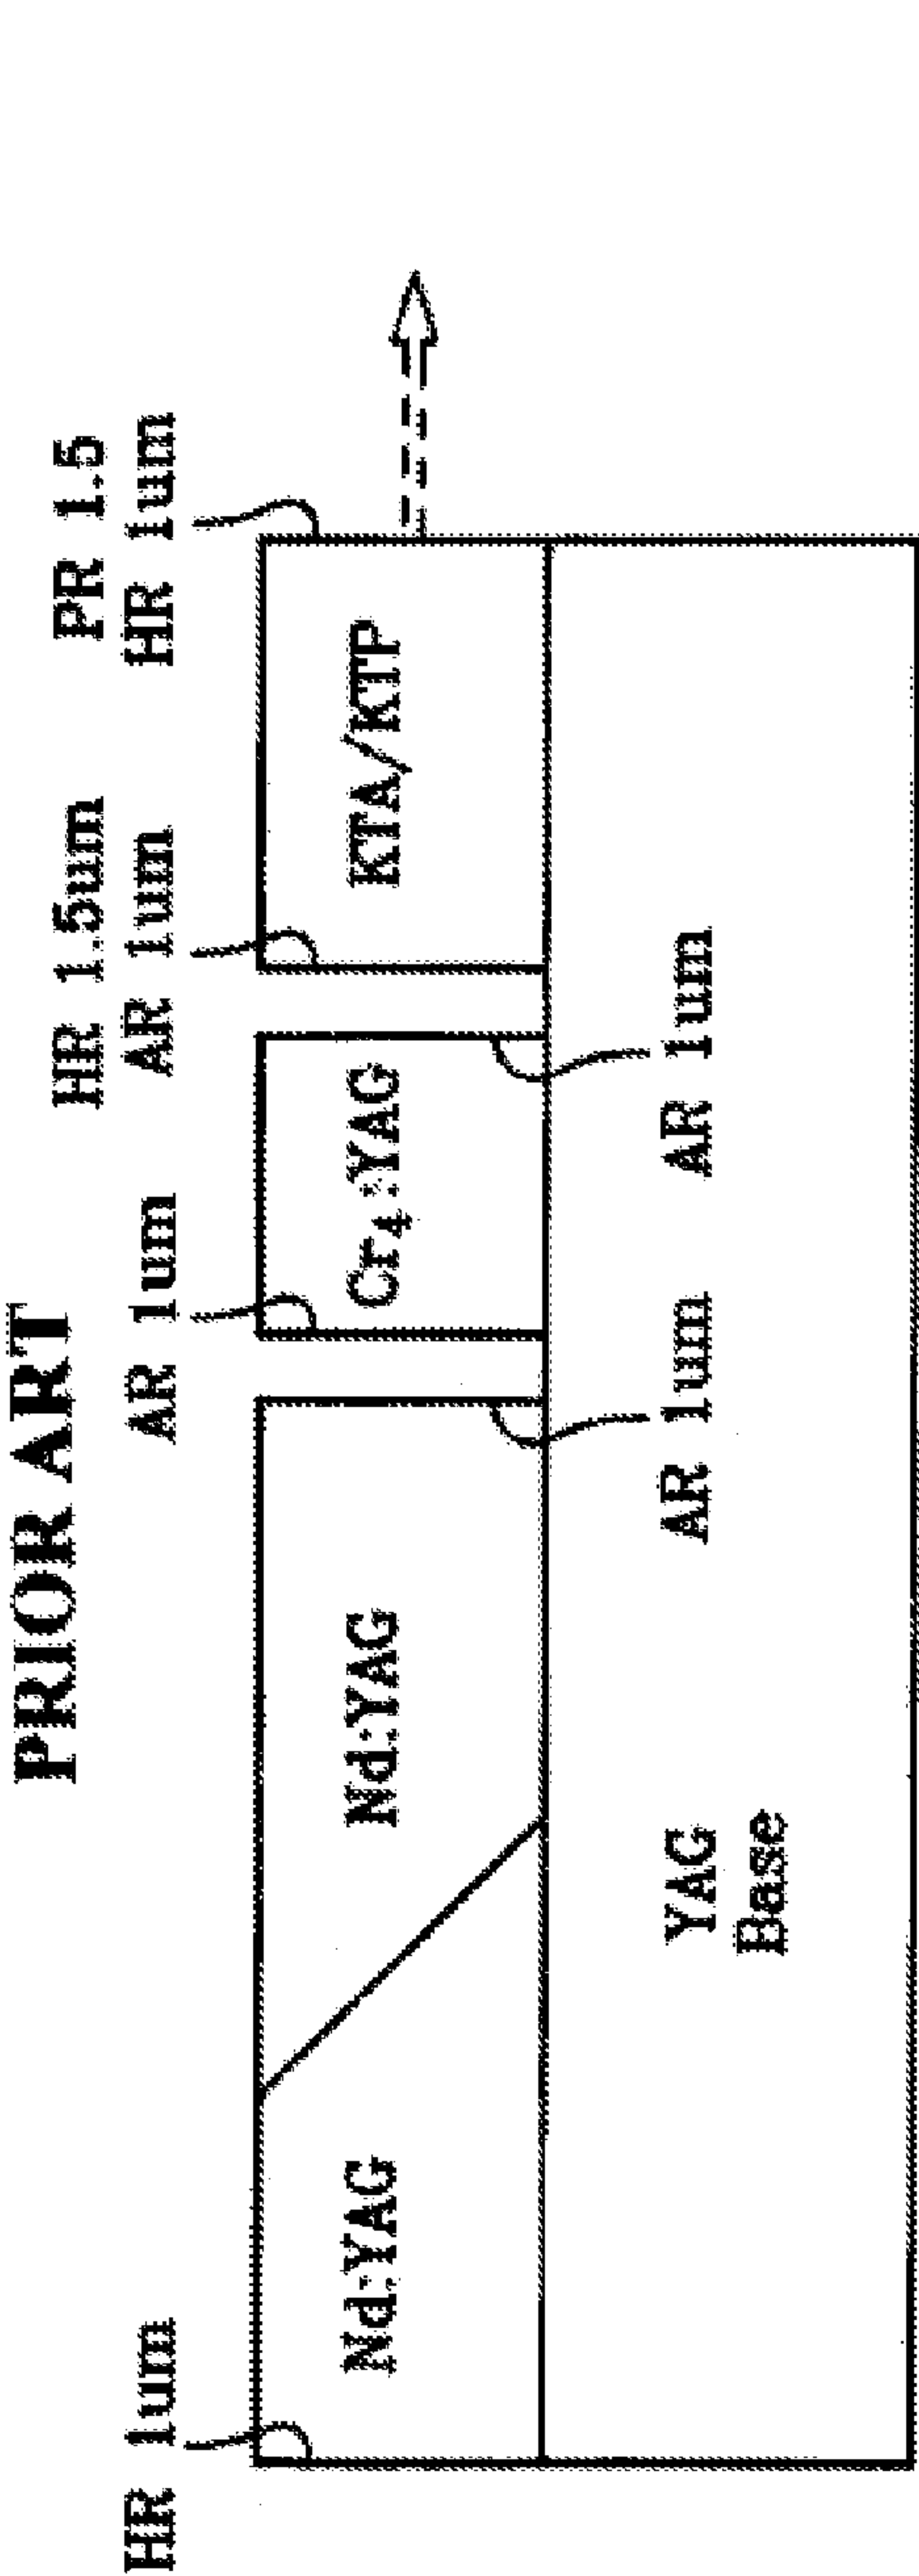 PRIOR ART
HR 1um
AR 1um
HR 1.5um
AR 1um
PR 1.5
HR 1um
Nd:YAG
Nd:YAG
Cr4:YAG
KTA/KTP
AR 1um
AR 1um
YAG
Base